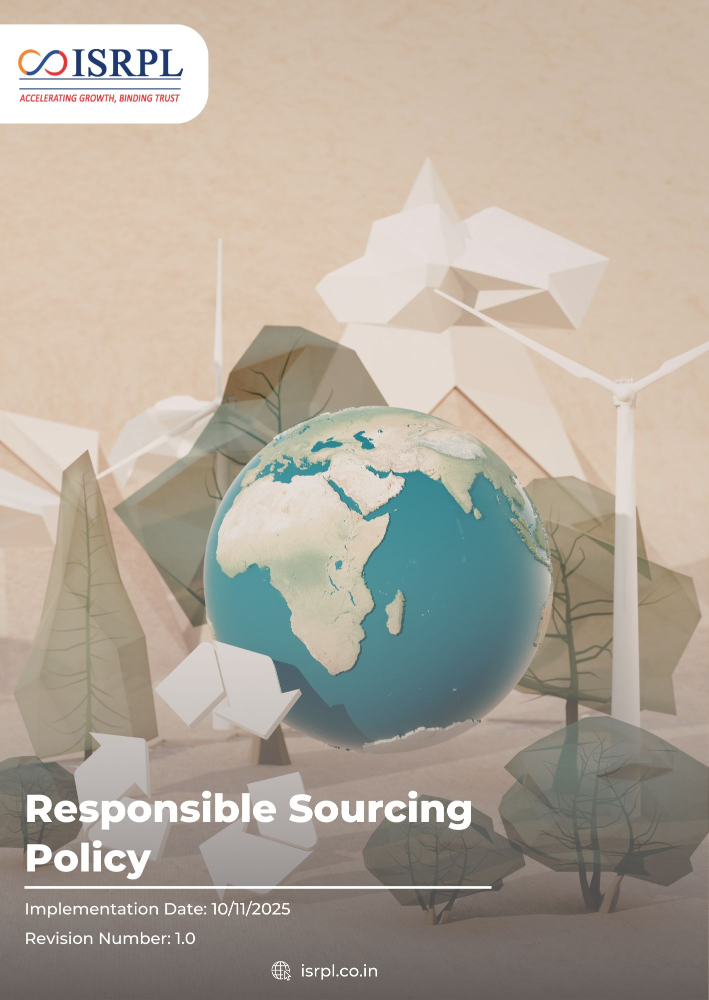 ISRPL
ACCELERATING GROWTH, BINDING TRUST
Responsible Sourcing
Policy
Implementation Date: 10/11/2025
Revision Number: 1.0
isrpl.co.in